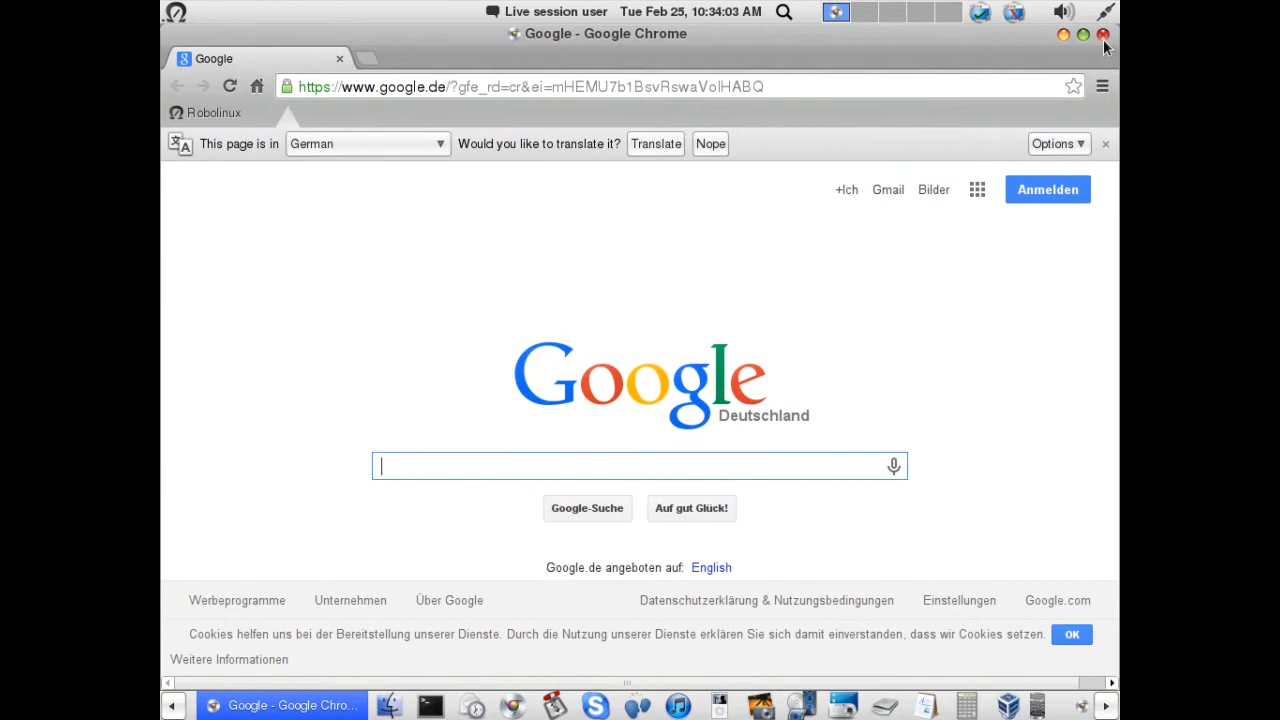 Live session user Tue Feb 25, 10:34:03 AM
Google - Google Chrome
Google
https://www.google.de/?gfe_rd=cr&ei=mHEMU7b1BsvRswaVoIHABQ
Robolinux
This page is in German Would you like to translate it? Translate Nope Options
+Ich Gmail Bilder Anmelden
Google
Deutschland
Google-Suche Auf gut Glück!
Google.de angeboten auf: English
Werbeprogramme Unternehmen Über Google Datenschutzerklärung & Nutzungsbedingungen Einstellungen Google.com
Cookies helfen uns bei der Bereitstellung unserer Dienste. Durch die Nutzung unserer Dienste erklären Sie sich damit einverstanden, dass wir Cookies setzen. OK
Weitere Informationen
Google - Google Chro...